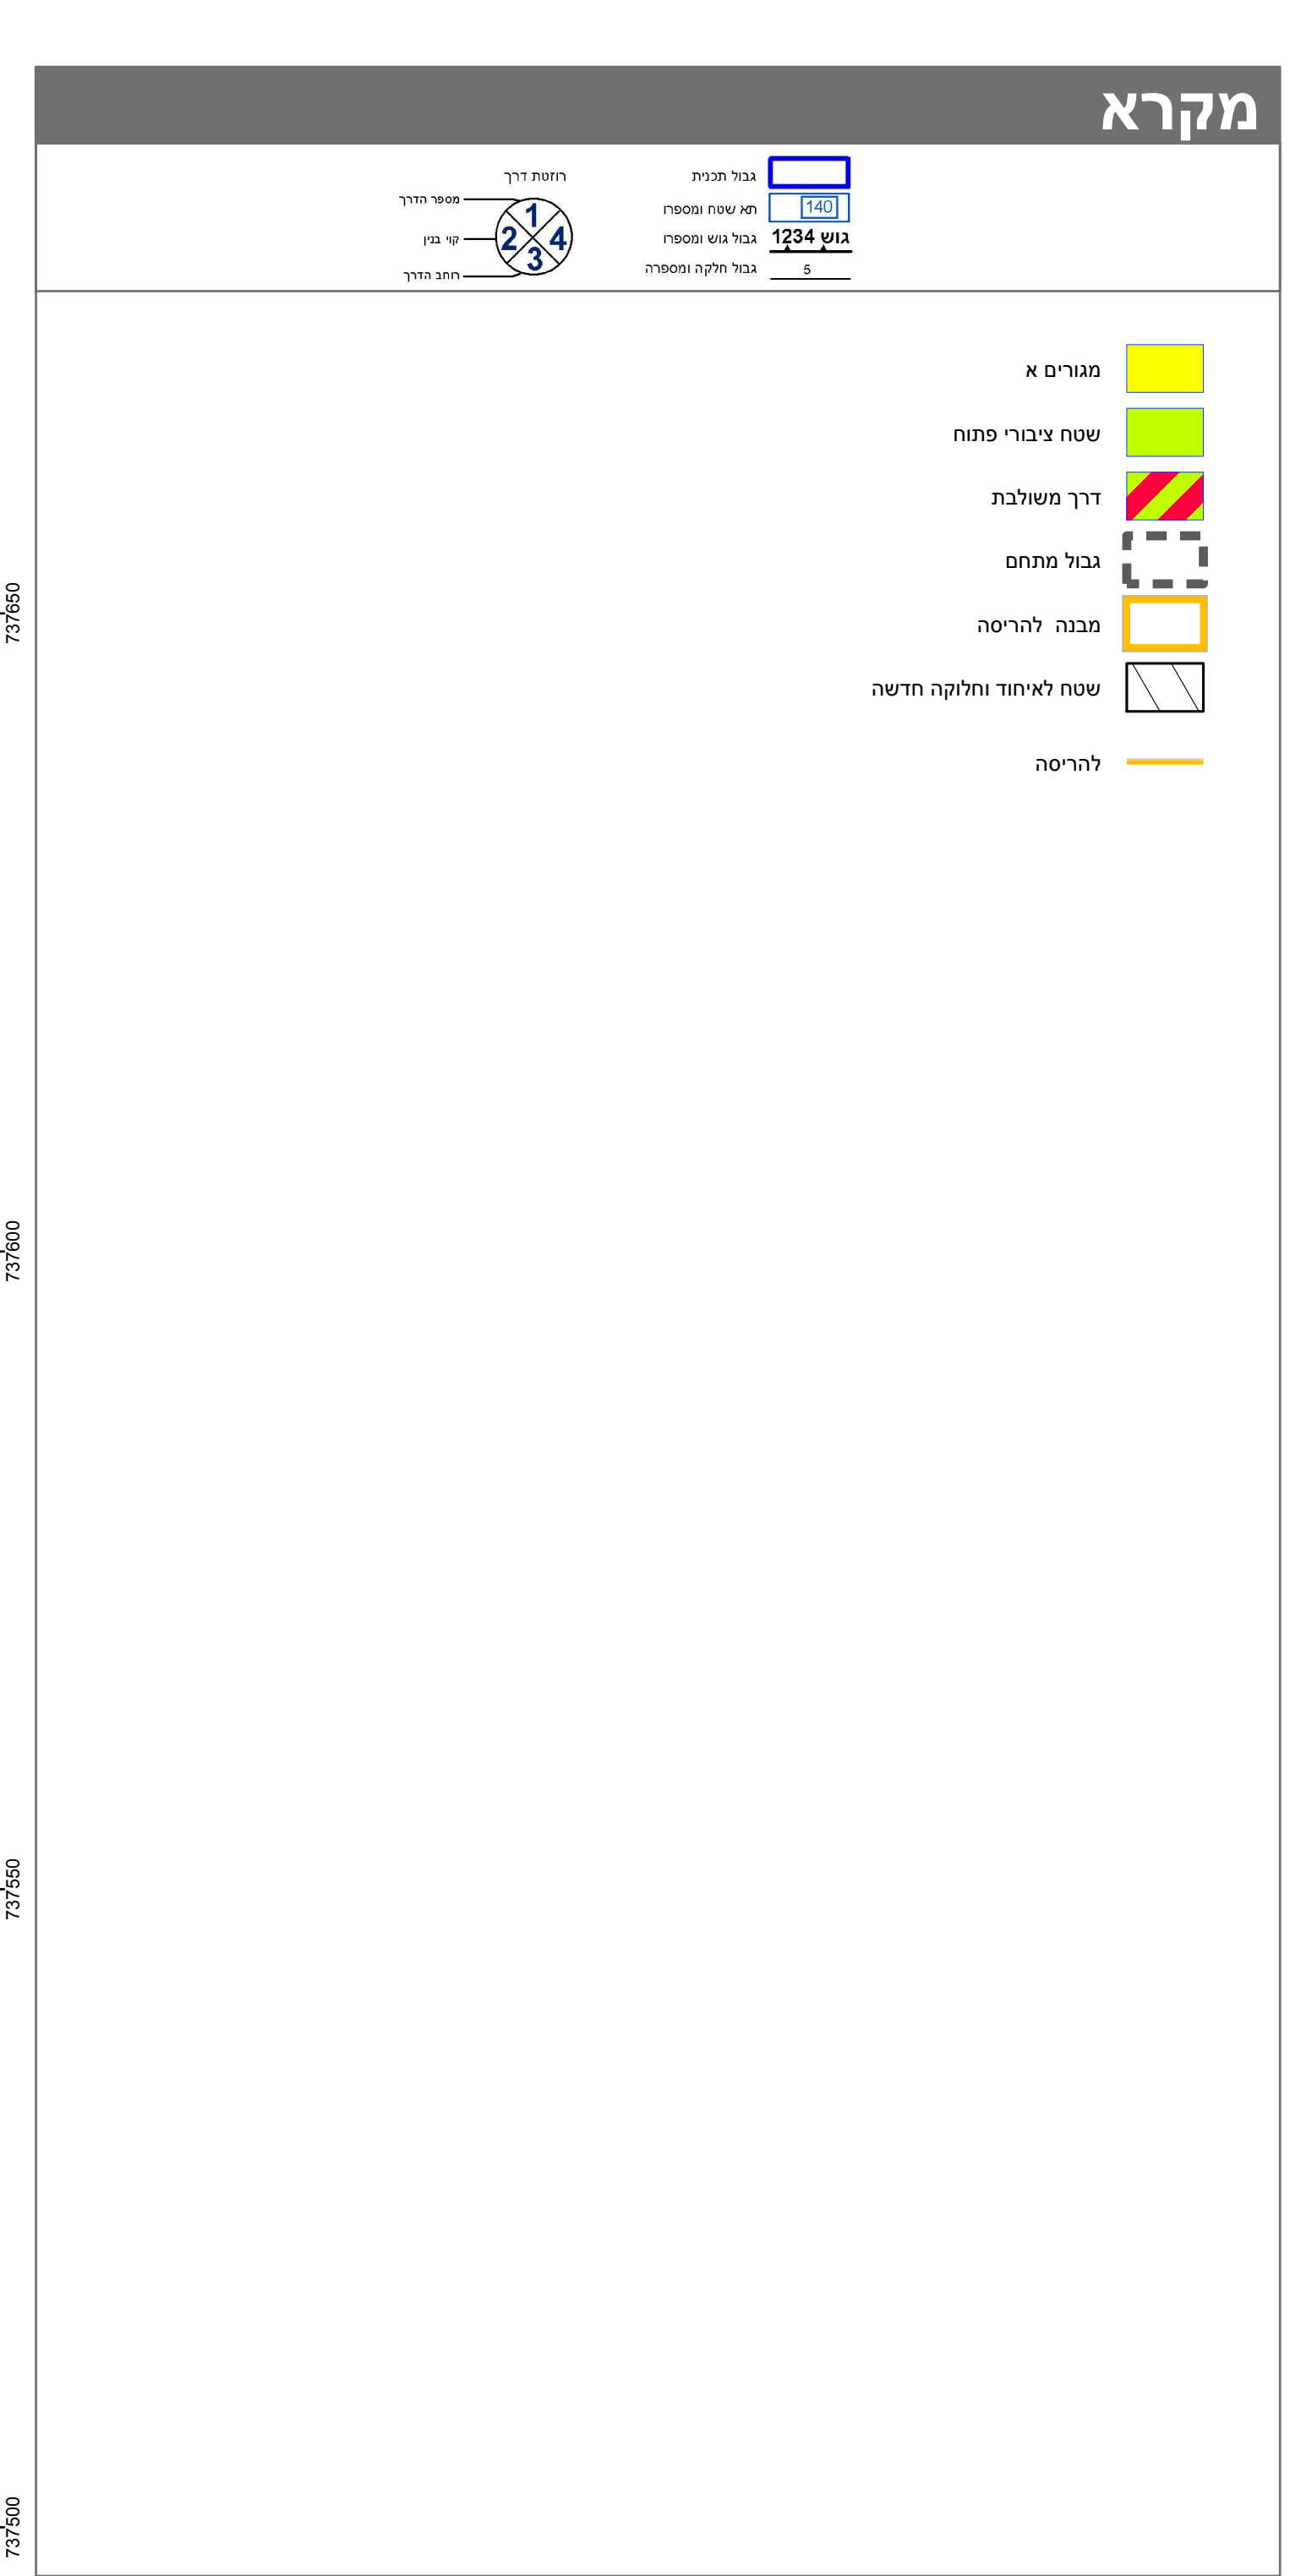 מקרא
גבול תכנית
140
תא שטח ומספרו
גוש 1234
גבול גוש ומספרו
5
גבול חלקה ומספרה
רוזטת דרך
מספר הדרך
קוי בנין
רוחב הדרך
1
2
4
3
מגורים א
שטח ציבורי פתוח
דרך משולבת
גבול מתחם
מבנה להריסה
שטח לאיחוד וחלוקה חדשה
להריסה
737650
737600
737550
737500